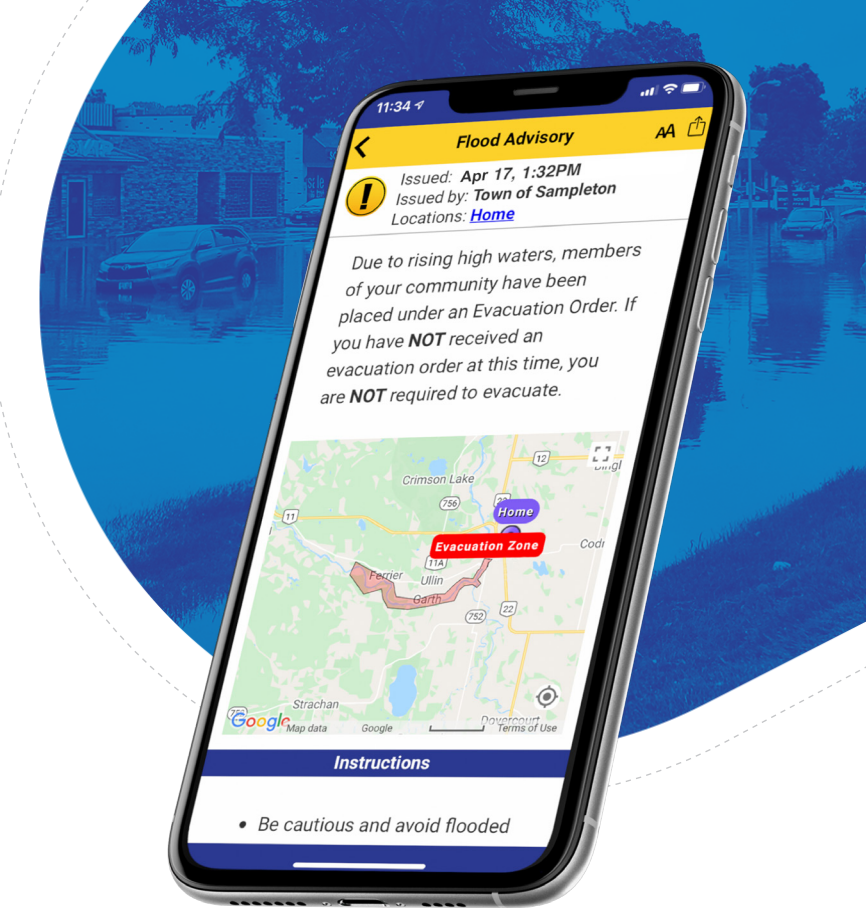 11:34
Flood Advisory
AA
!
Issued: Apr 17, 1:32PM
Issued by: Town of Sampleton
Locations: Home
Due to rising high waters, members
of your community have been
placed under an Evacuation Order. If
you have NOT received an
evacuation order at this time, you
are NOT required to evacuate.
12
Crimson Lake
756
22
Home
11
Evacuation Zone
11A
Ferrier
Ullin
Garth
22
752
Strachan
Google
Map data
Google
Dovercourt
Terms of Use
Instructions
• Be cautious and avoid flooded